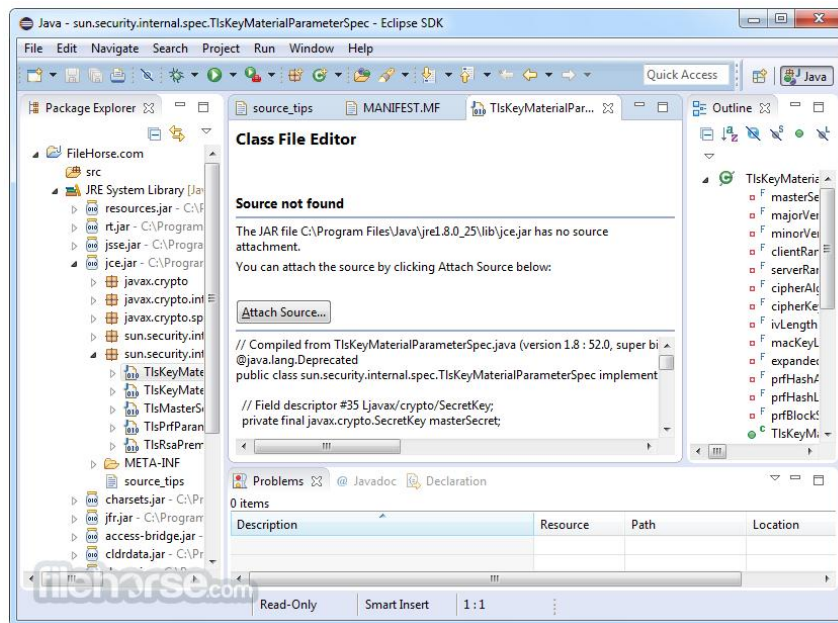 Java - sun.security.internal.spec.TlsKeyMaterialParameterSpec - Eclipse SDK
File Edit Navigate Search Project Run Window Help
Quick Access
Java
Package Explorer
FileHorse.com
src
JRE System Library [Jav
resources.jar - C:\P
rt.jar - C:\Program
jsse.jar - C:\Progra
jce.jar - C:\Progran
javax.crypto
javax.crypto.int
javax.crypto.sp
sun.security.int
sun.security.int
TlsKeyMate
TlsKeyMate
TlsMasterS
TlsPrfParan
TlsRsaPrem
META-INF
source_tips
charsets.jar - C:\Pr
jfr.jar - C:\Program
access-bridge.jar -
cldrdata.jar - C:\Pr
source_tips MANIFEST.MF TlsKeyMaterialPar...
Class File Editor
Source not found
The JAR file C:\Program Files\Java\jre1.8.0_25\lib\jce.jar has no source
attachment.
You can attach the source by clicking Attach Source below:
Attach Source...
// Compiled from TlsKeyMaterialParameterSpec.java (version 1.8 : 52.0, super bi
@java.lang.Deprecated
public class sun.security.internal.spec.TlsKeyMaterialParameterSpec implement
// Field descriptor #35 Ljavax/crypto/SecretKey;
private final javax.crypto.SecretKey masterSecret;
Outline
TlsKeyMateria
masterSe
majorVer
minorVer
clientRar
serverRar
cipherAlg
cipherKe
ivLength
macKeyL
expandec
prfHashA
prfHashL
prfBlockS
TlsKeyM
Problems @ Javadoc Declaration
0 items
Description Resource Path Location
Read-Only Smart Insert 1 : 1
filehorse.com